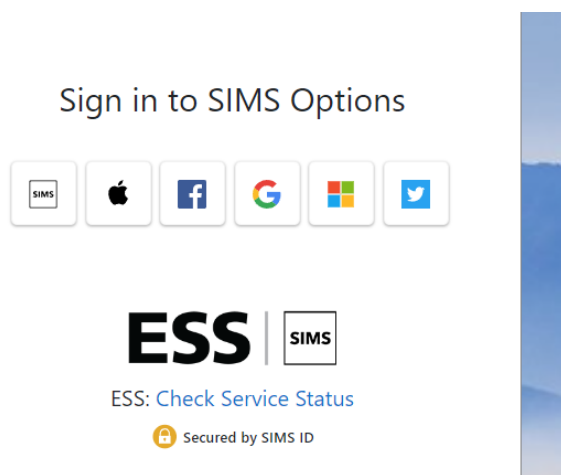 Sign in to SIMS Options
SIMS
ESS SIMS
ESS: Check Service Status
Secured by SIMS ID